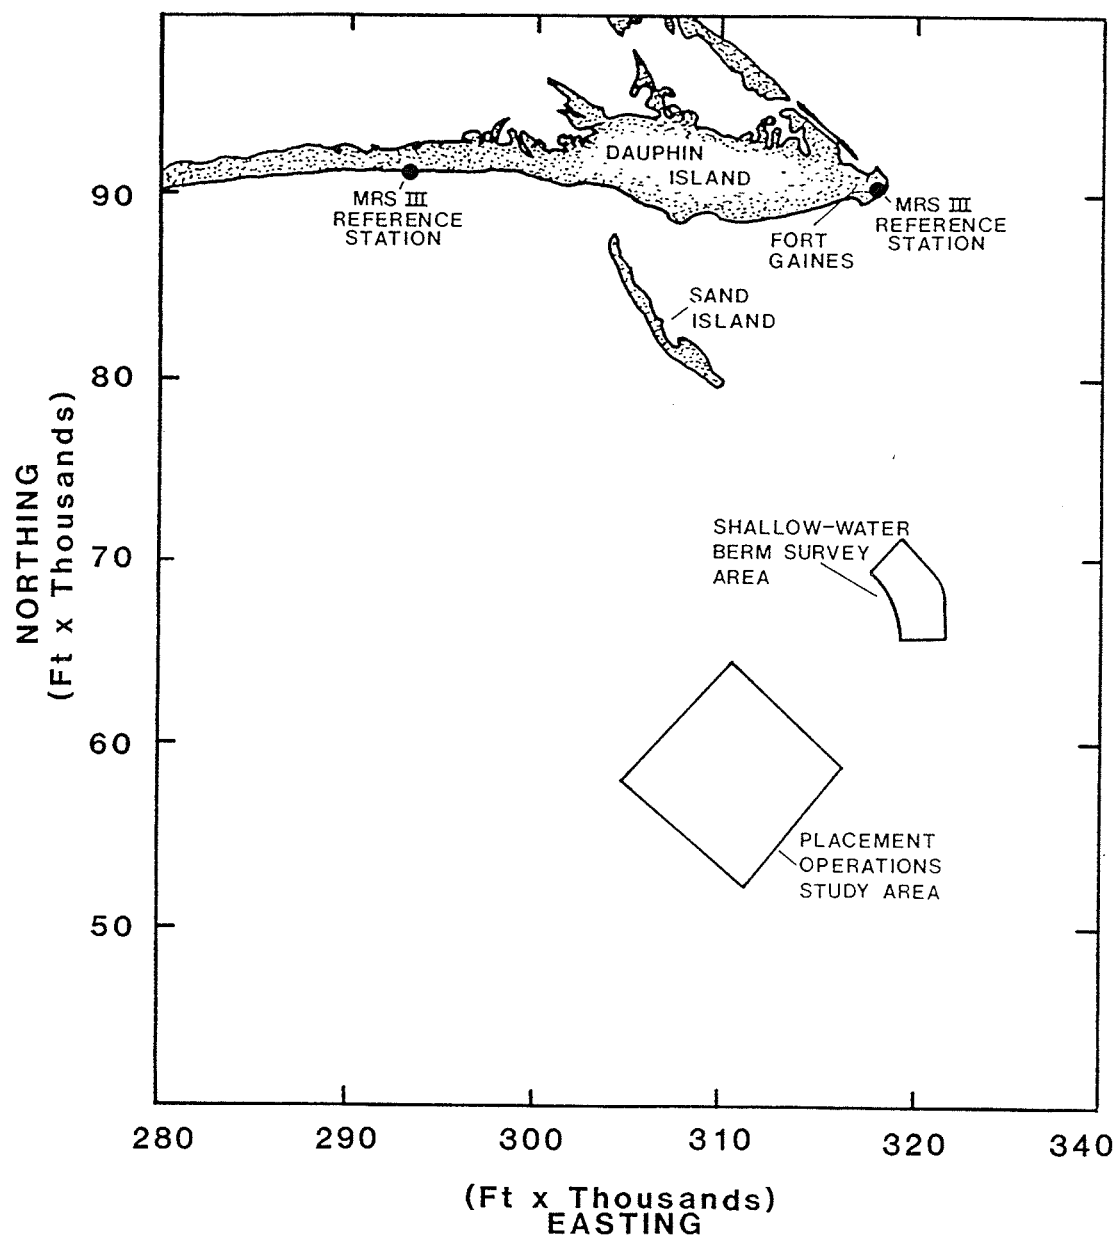 DAUPHIN
ISLAND
90
MRS III
REFERENCE
STATION
MRS III
REFERENCE
STATION
FORT
GAINES
SAND
ISLAND
80
NORTHING
(Ft x Thousands)
SHALLOW-WATER
BERM SURVEY
AREA
70
60
PLACEMENT
OPERATIONS
STUDY AREA
50
280 290 300 310 320 340
(Ft x Thousands)
EASTING